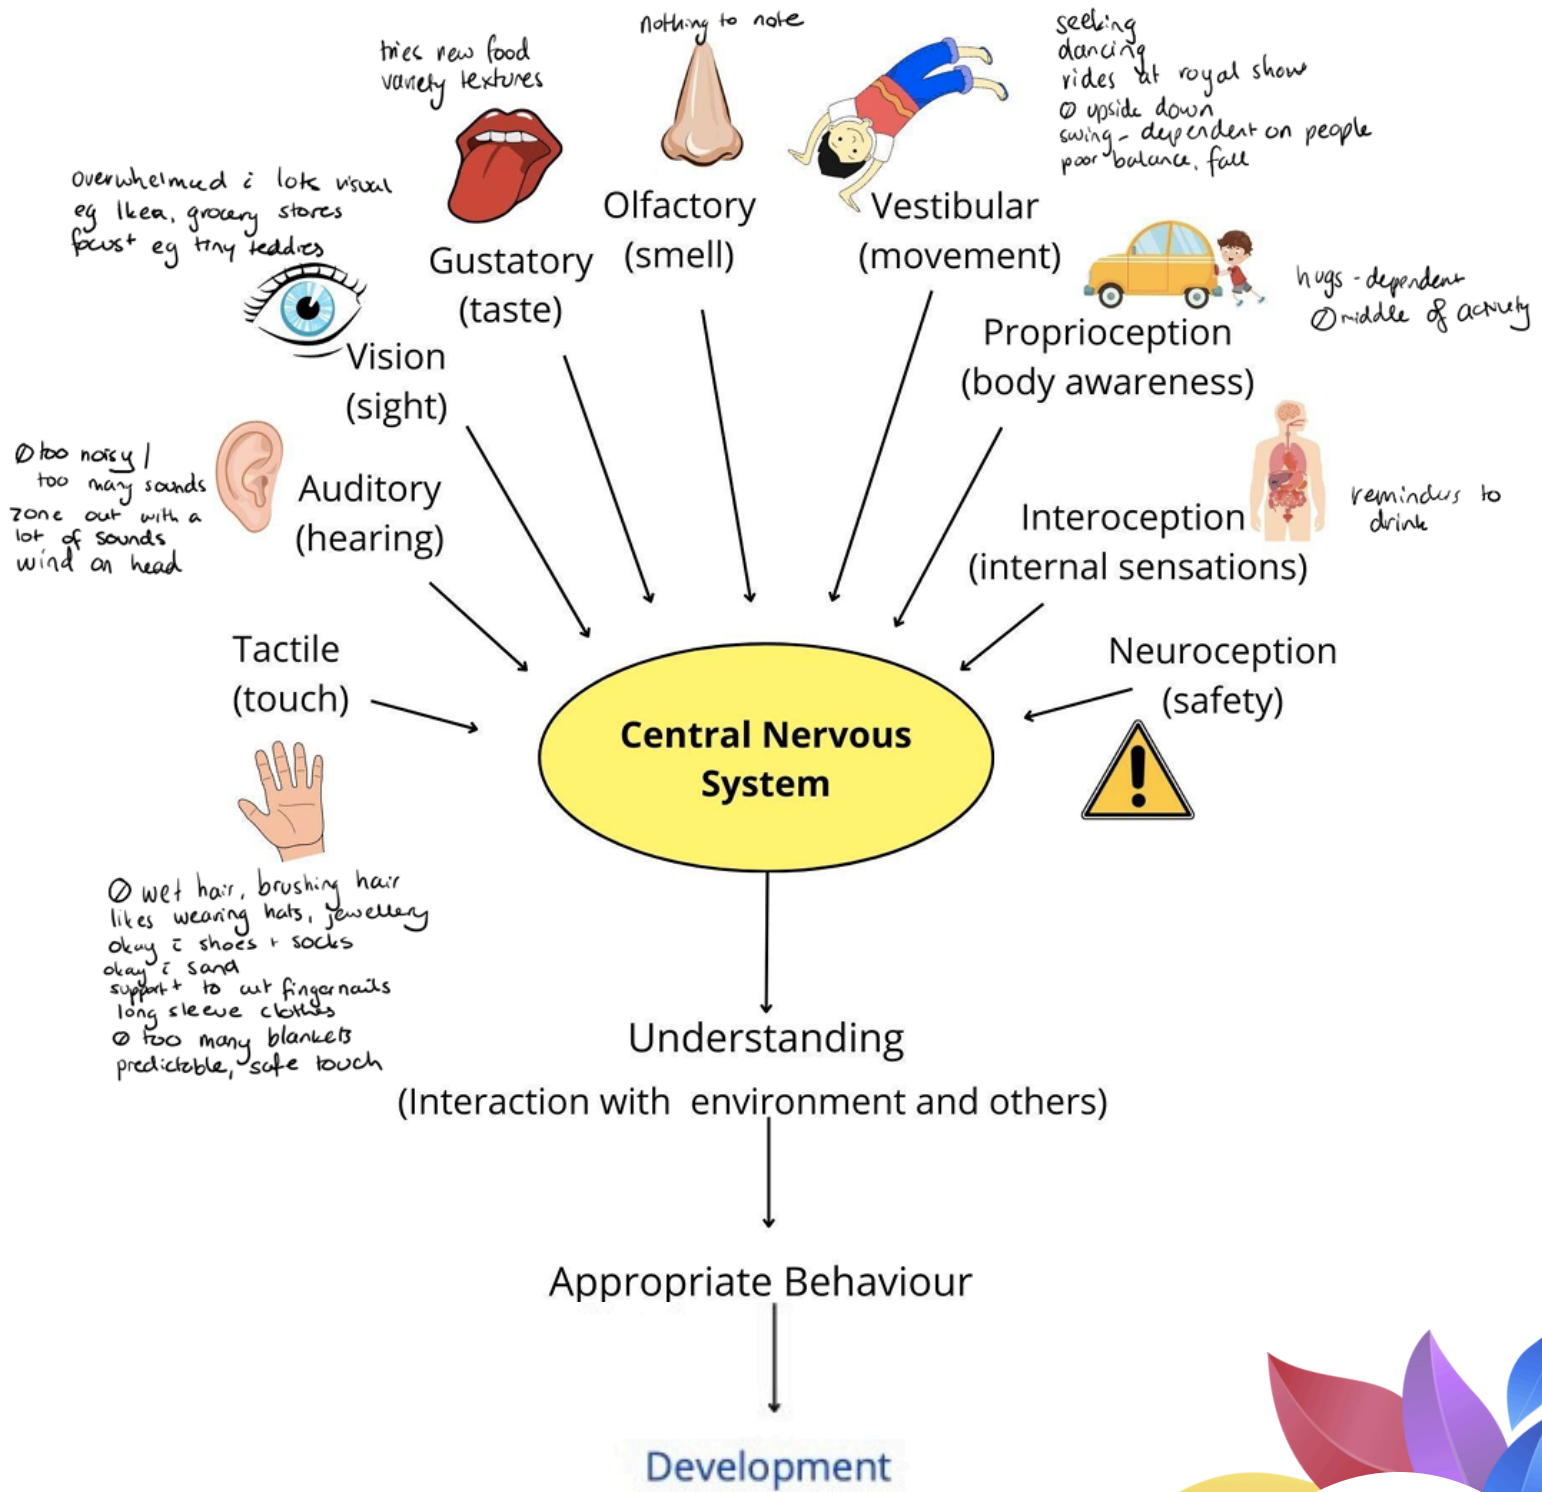 nothing to note
tries new food
variety textures
seeking
dancing
rides at royal show
∅ upside down
swing - dependent on people
poor balance, fall
overwhelmed c̄ lots visual
eg Ikea, grocery stores
focus+ eg tiny teddies
Olfactory
(smell)
Vestibular
(movement)
Gustatory
(taste)
hugs - dependent
∅ middle of activity
Proprioception
(body awareness)
Vision
(sight)
∅ too noisy /
too many sounds
zone out with a
lot of sounds
wind on head
Auditory
(hearing)
reminders to
drink
Interoception
(internal sensations)
Tactile
(touch)
Neuroception
(safety)
Central Nervous
System
∅ wet hair, brushing hair
likes wearing hats, jewellery
okay c̄ shoes + socks
okay c̄ sand
support+ to cut fingernails
long sleeve clothes
∅ too many blankets
predictable, safe touch
Understanding
(Interaction with environment and others)
Appropriate Behaviour
Development